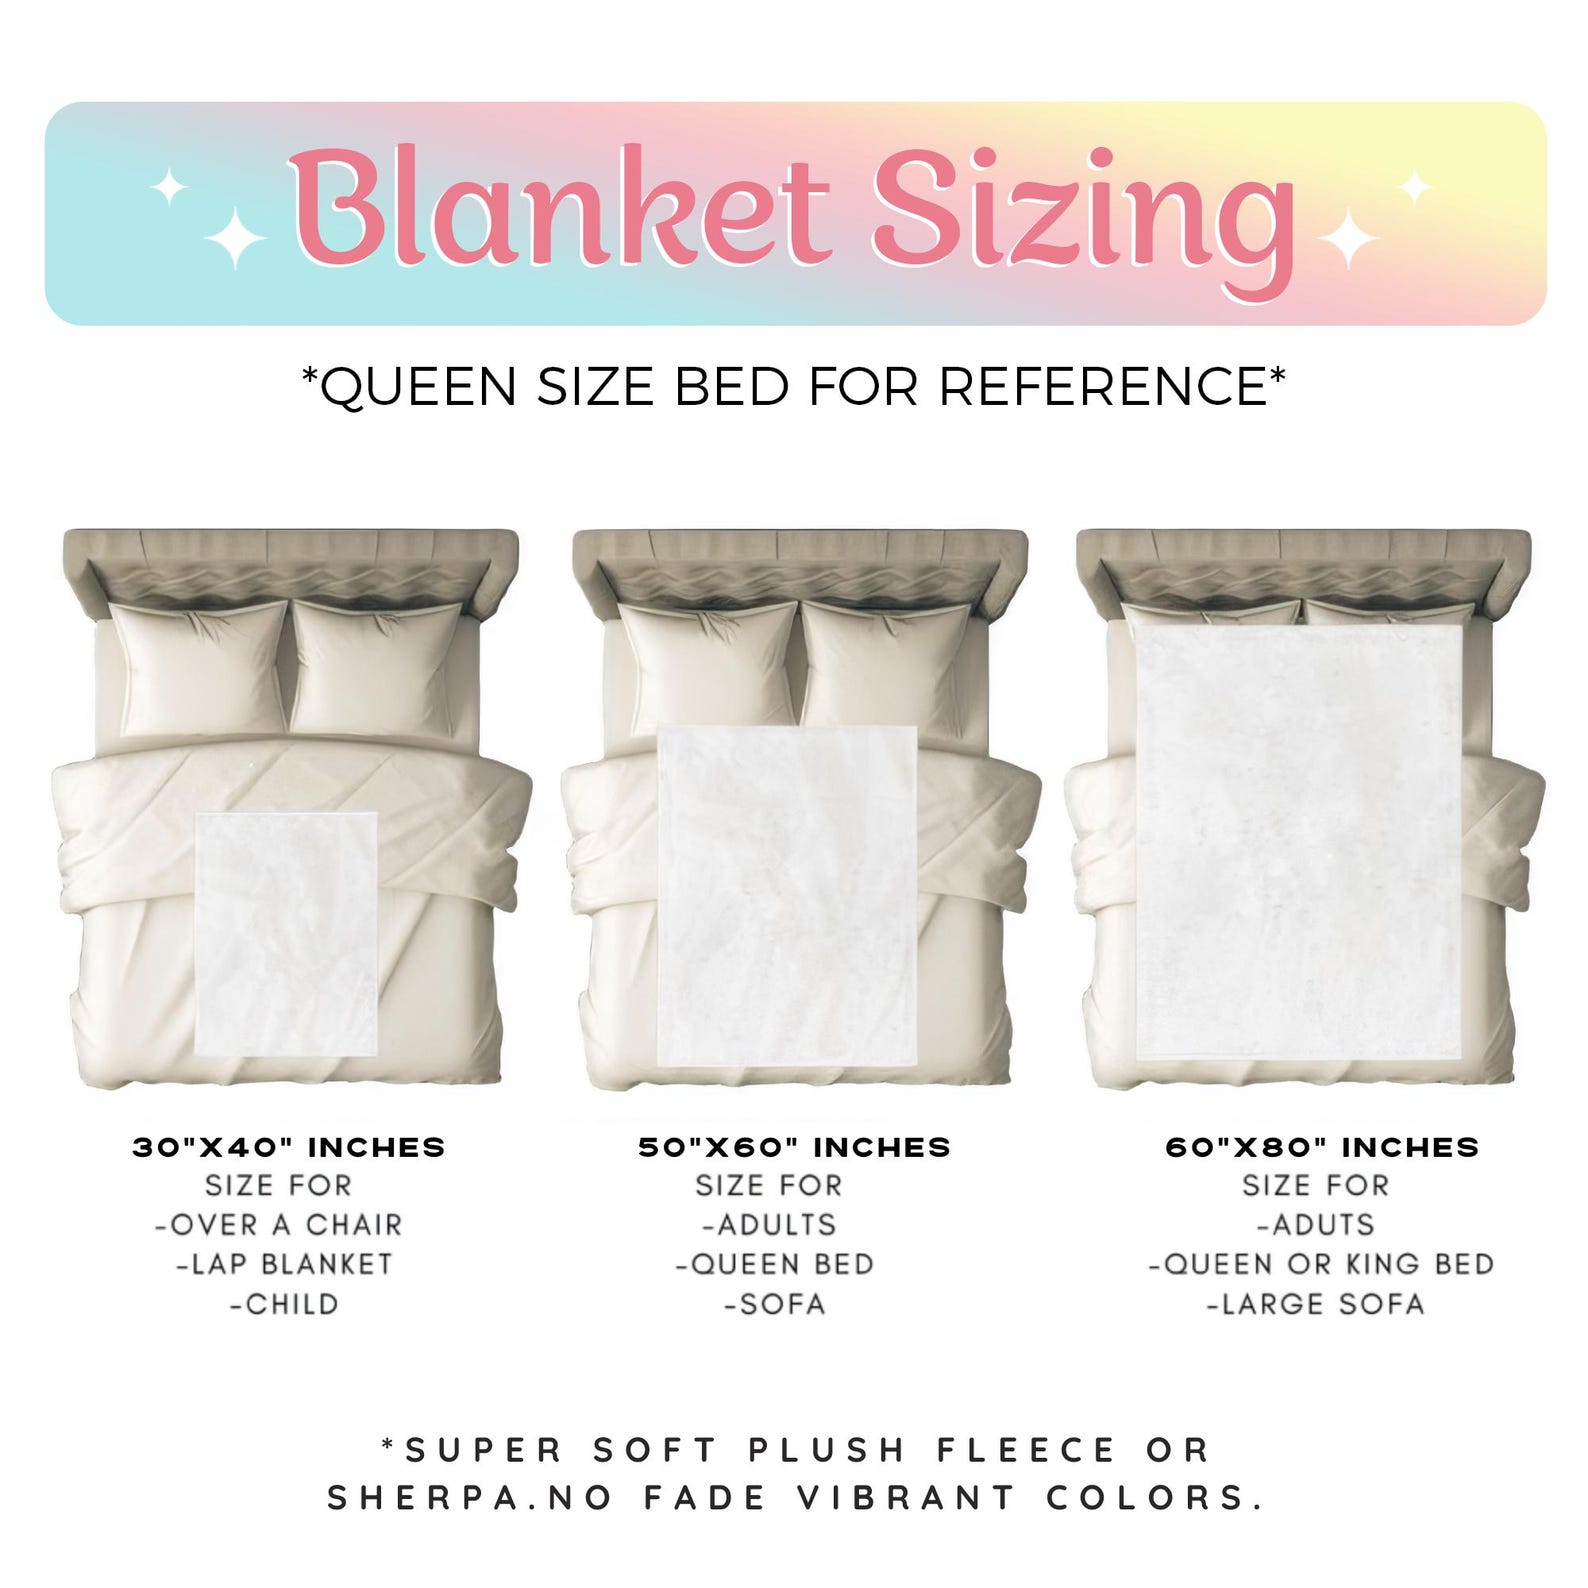 Blanket Sizing
*QUEEN SIZE BED FOR REFERENCE*
30"X40" INCHES
SIZE FOR
-OVER A CHAIR
-LAP BLANKET
-CHILD
50"X60" INCHES
SIZE FOR
-ADULTS
-QUEEN BED
-SOFA
60"X80" INCHES
SIZE FOR
-ADUTS
-QUEEN OR KING BED
-LARGE SOFA
*SUPER SOFT PLUSH FLEECE OR
SHERPA.NO FADE VIBRANT COLORS.